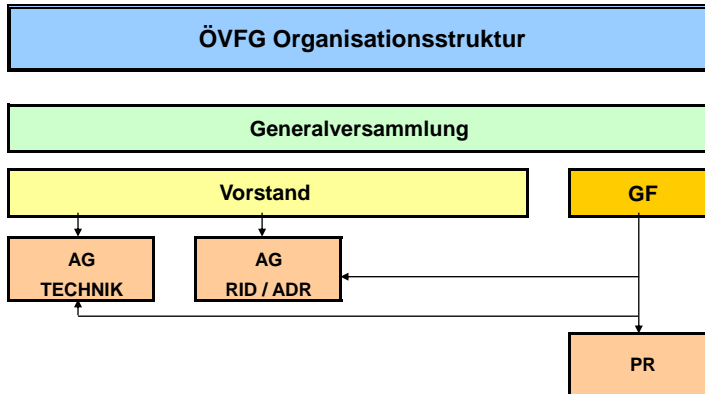 ÖVFG Organisationsstruktur
Generalversammlung
Vorstand
GF
AG
TECHNIK
AG
RID / ADR
PR